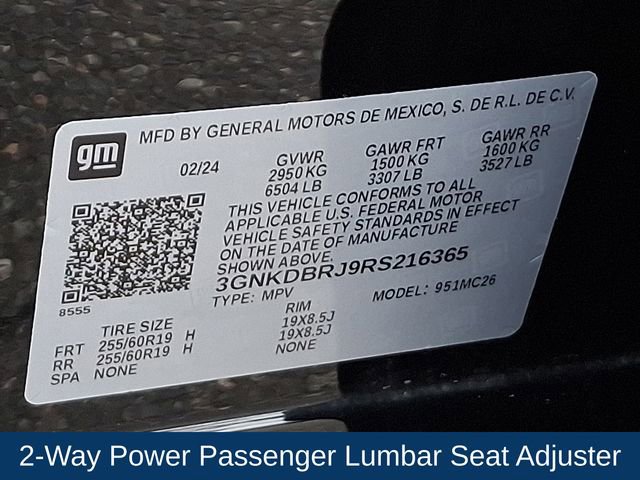 gm
MFD BY GENERAL MOTORS DE MEXICO, S. DE R.L. DE C.V.
02/24
GVWR
2950 KG
6504 LB
GAWR FRT
1500 KG
3307 LB
GAWR RR
1600 KG
3527 LB
THIS VEHICLE CONFORMS TO ALL
APPLICABLE U.S. FEDERAL MOTOR
VEHICLE SAFETY STANDARDS IN EFFECT
ON THE DATE OF MANUFACTURE
SHOWN ABOVE.
3GNKDBRJ9RS216365
TYPE: MPV
MODEL: 951MC26
8555
TIRE SIZE
RIM
FRT 255/60R19 H 19X8.5J
RR 255/60R19 H 19X8.5J
SPA NONE NONE
2-Way Power Passenger Lumbar Seat Adjuster